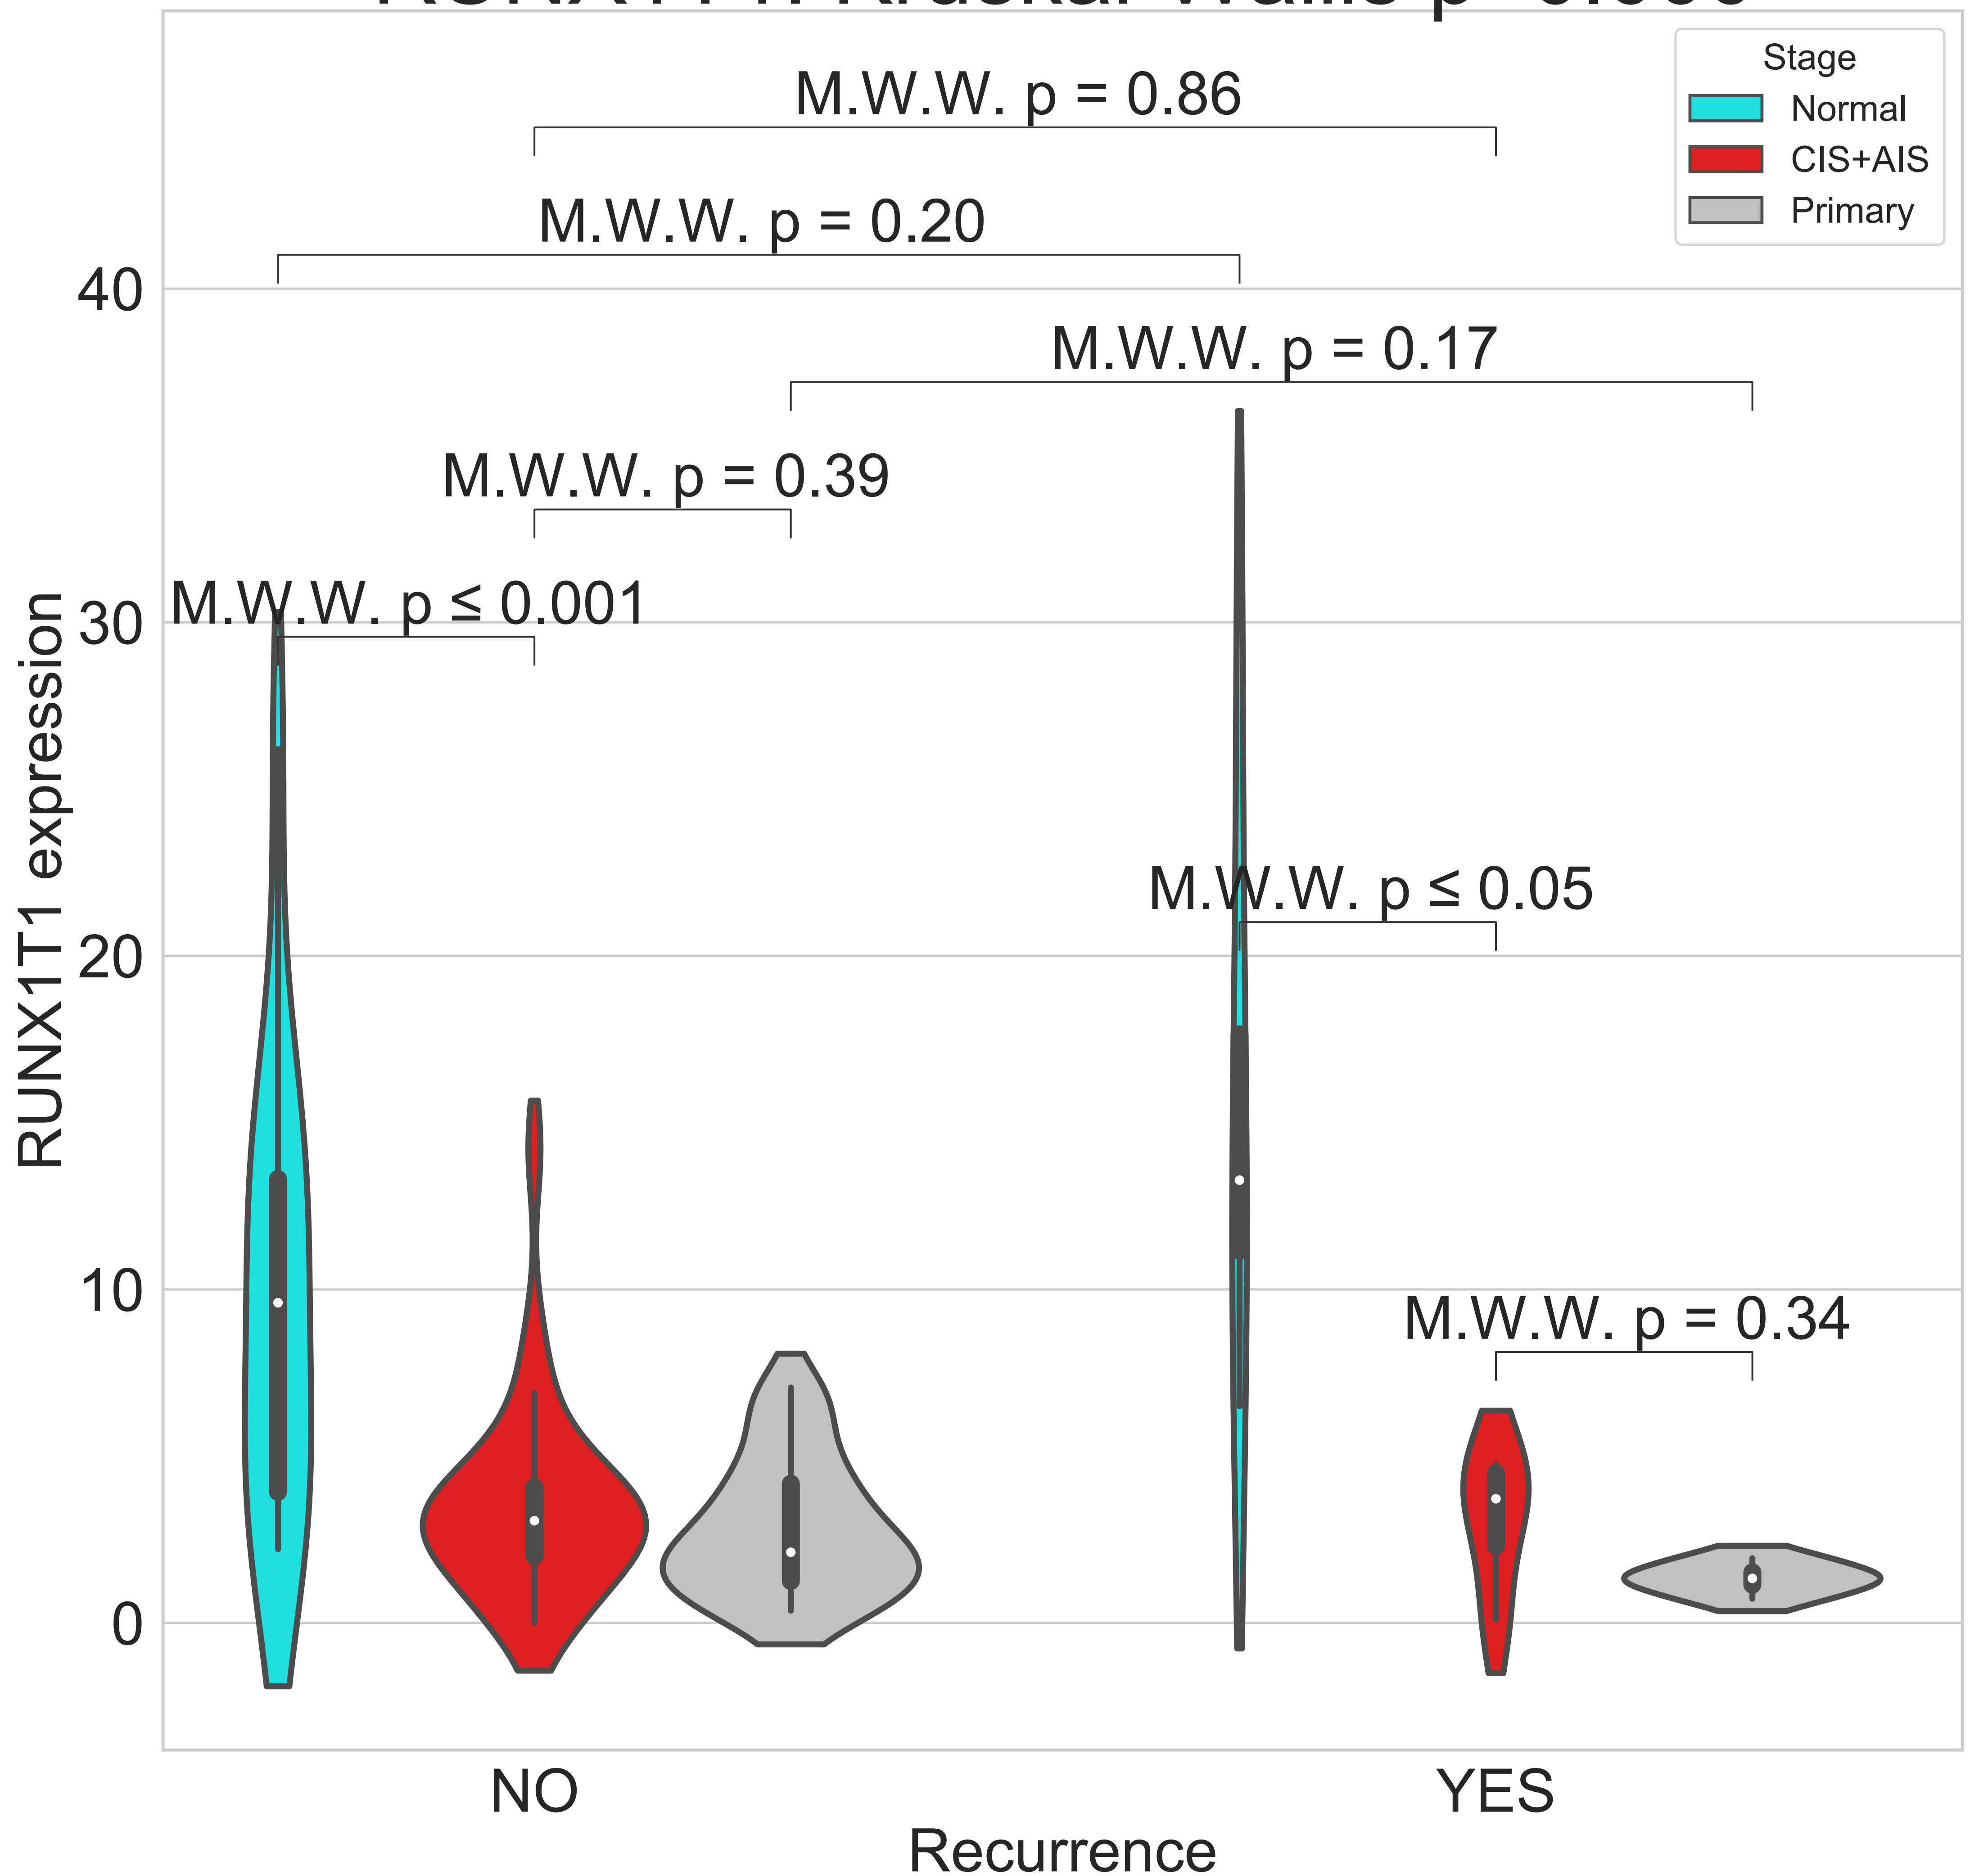 Stage
Normal
CIS+AIS
Primary
M.W.W. p = 0.86
M.W.W. p = 0.20
M.W.W. p = 0.17
M.W.W. p = 0.39
M.W.W. p ≤ 0.001
M.W.W. p ≤ 0.05
M.W.W. p = 0.34
RUNX1T1 expression
40
30
20
10
0
NO
YES
Recurrence